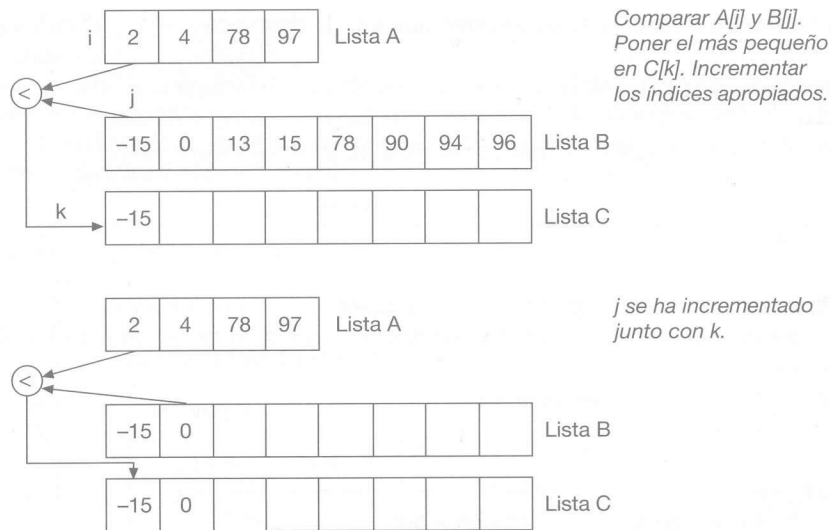 i 2 4 78 97 Lista A
Comparar A[i] y B[j].
Poner el más pequeño
en C[k]. Incrementar
los índices apropiados.
<
j
–15 0 13 15 78 90 94 96 Lista B
k –15 Lista C
2 4 78 97 Lista A
j se ha incrementado
junto con k.
<
–15 0 Lista B
–15 0 Lista C